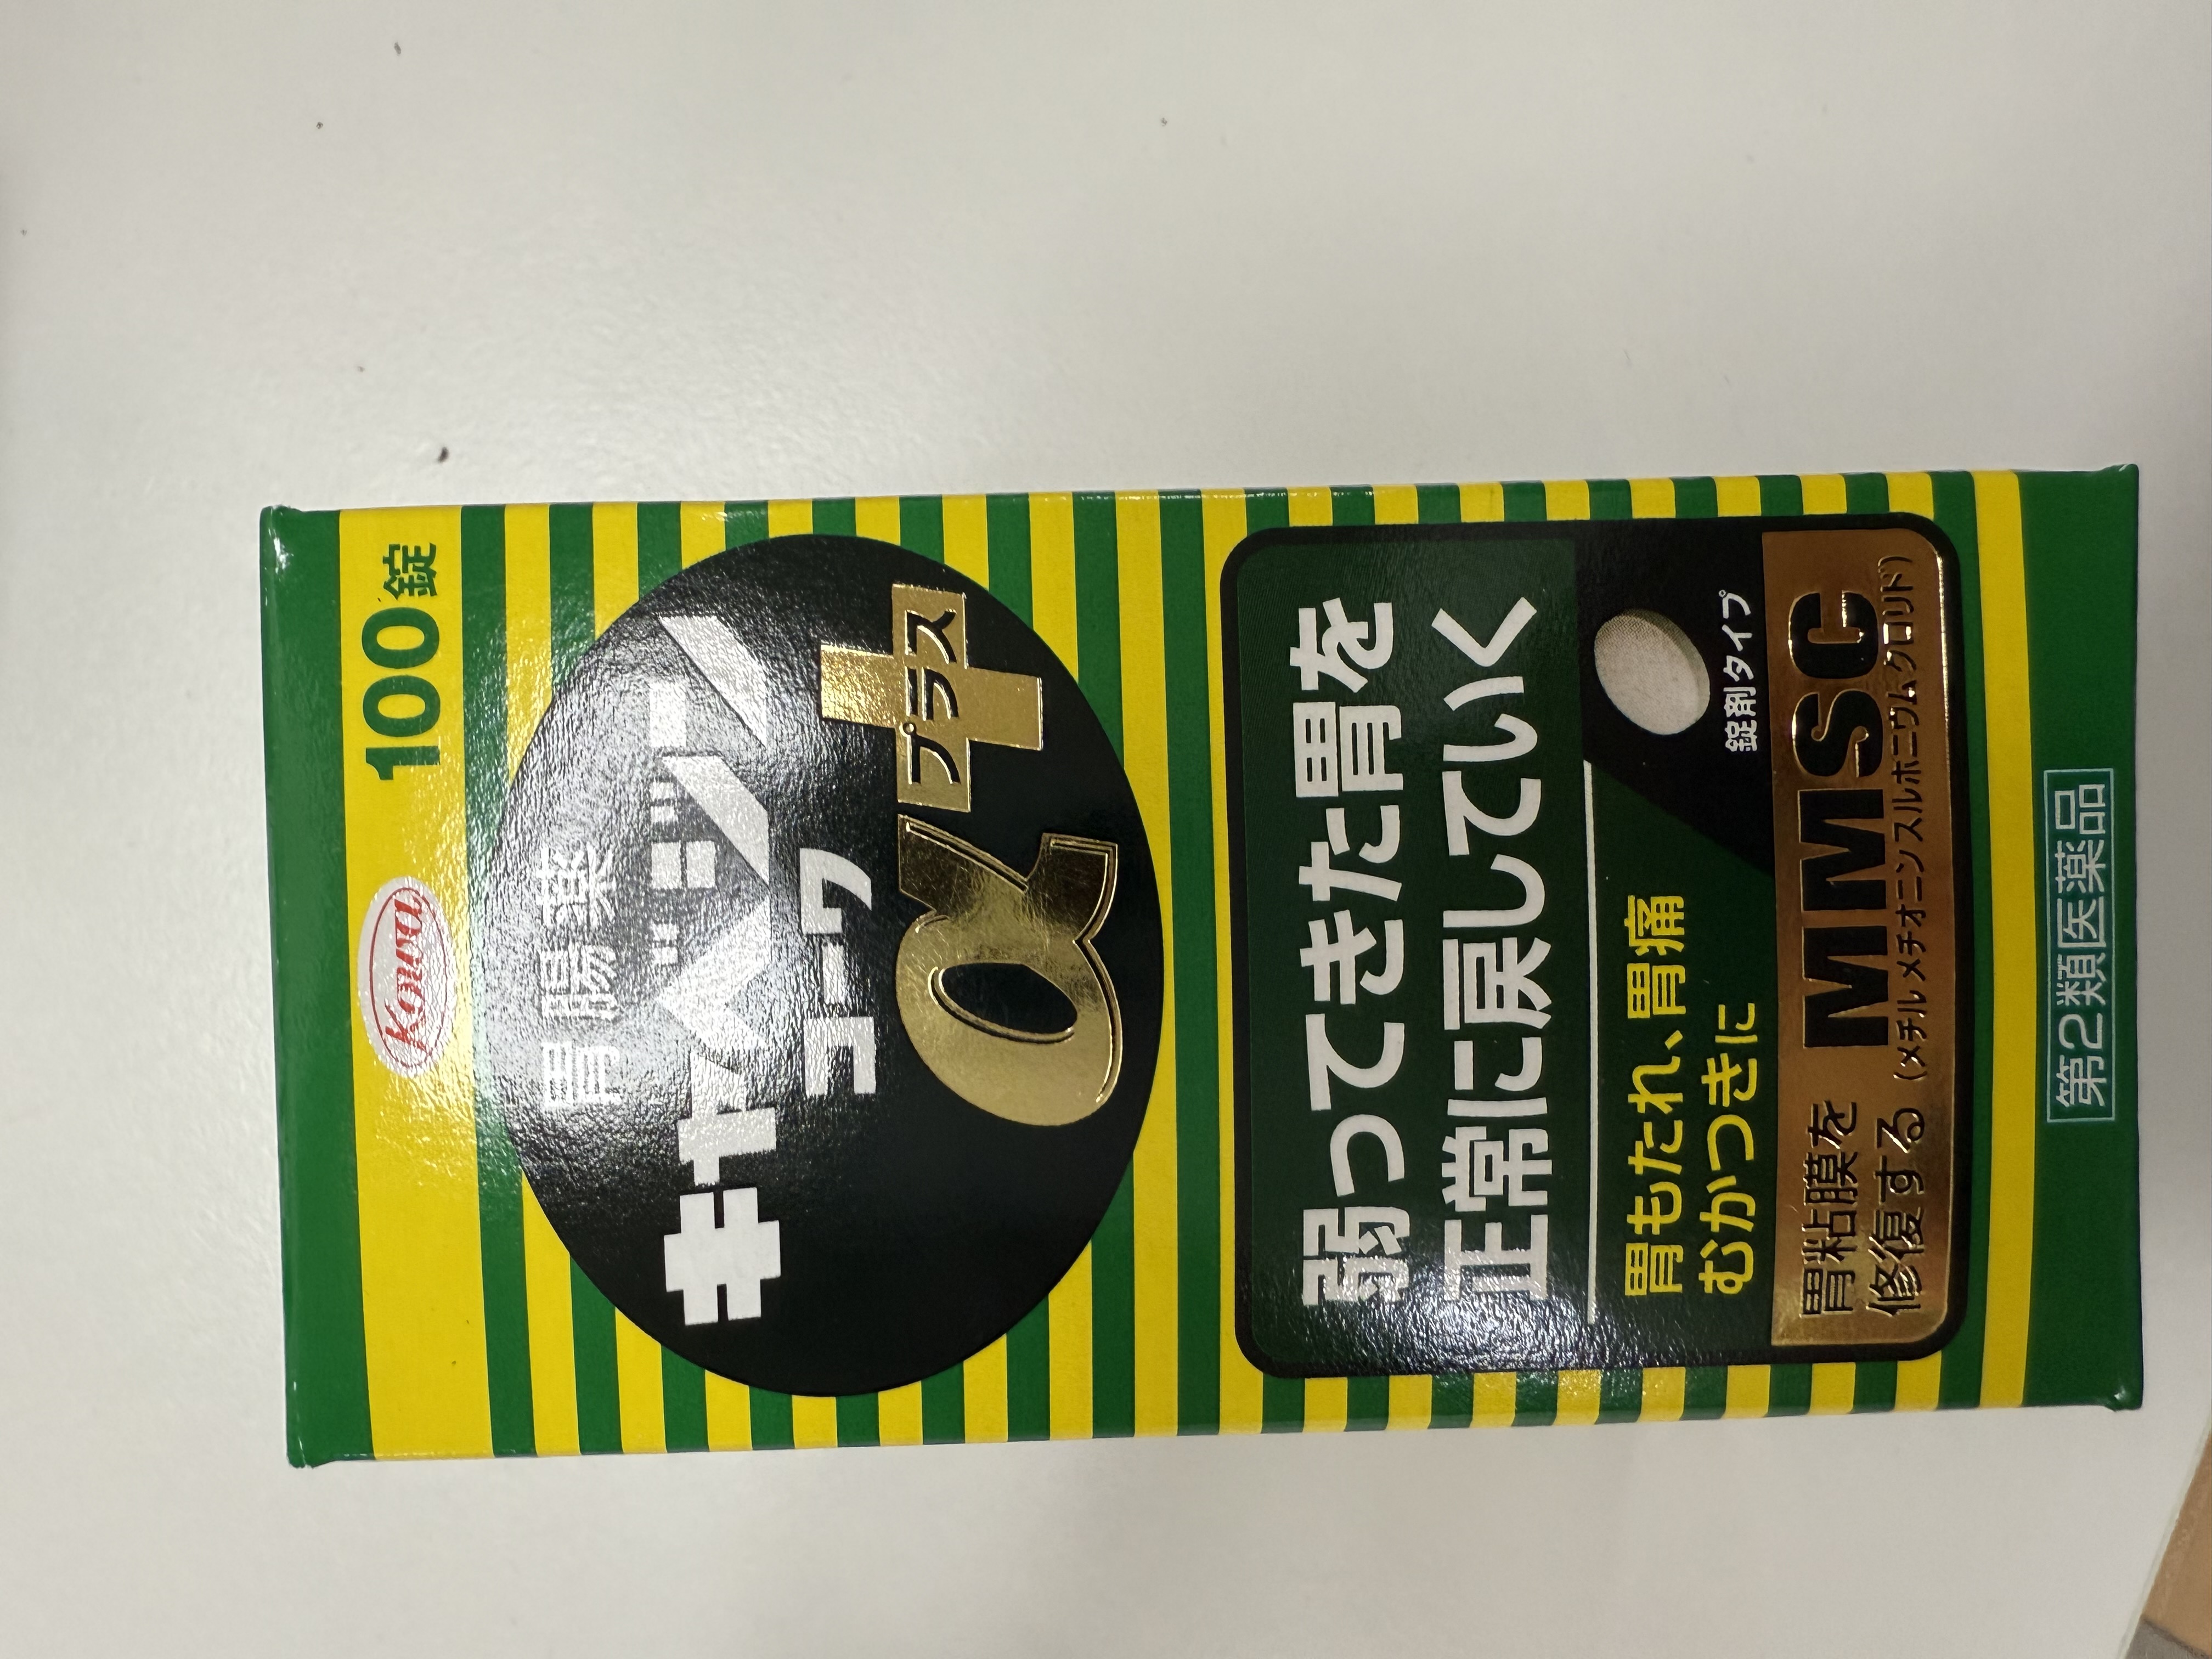 Kowa
100錠
胃腸薬
キャベジン
コーワ
α
プラス
弱ってきた胃を
正常に戻していく
胃もたれ、胃痛
むかつきに
錠剤タイプ
胃粘膜を
修復する
MMSC
(メチルメチオニンスルホニウムクロリド)
第2類医薬品